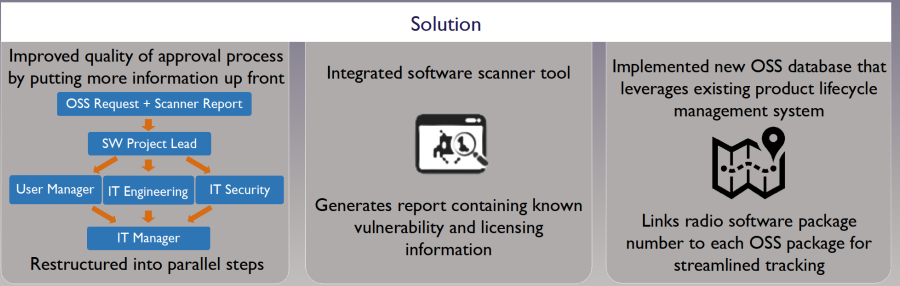 Solution
Improved quality of approval process
by putting more information up front
OSS Request + Scanner Report
SW Project Lead
User Manager
IT Engineering
IT Security
IT Manager
Restructured into parallel steps
Integrated software scanner tool
Generates report containing known
vulnerability and licensing
information
Implemented new OSS database that
leverages existing product lifecycle
management system
Links radio software package
number to each OSS package for
streamlined tracking